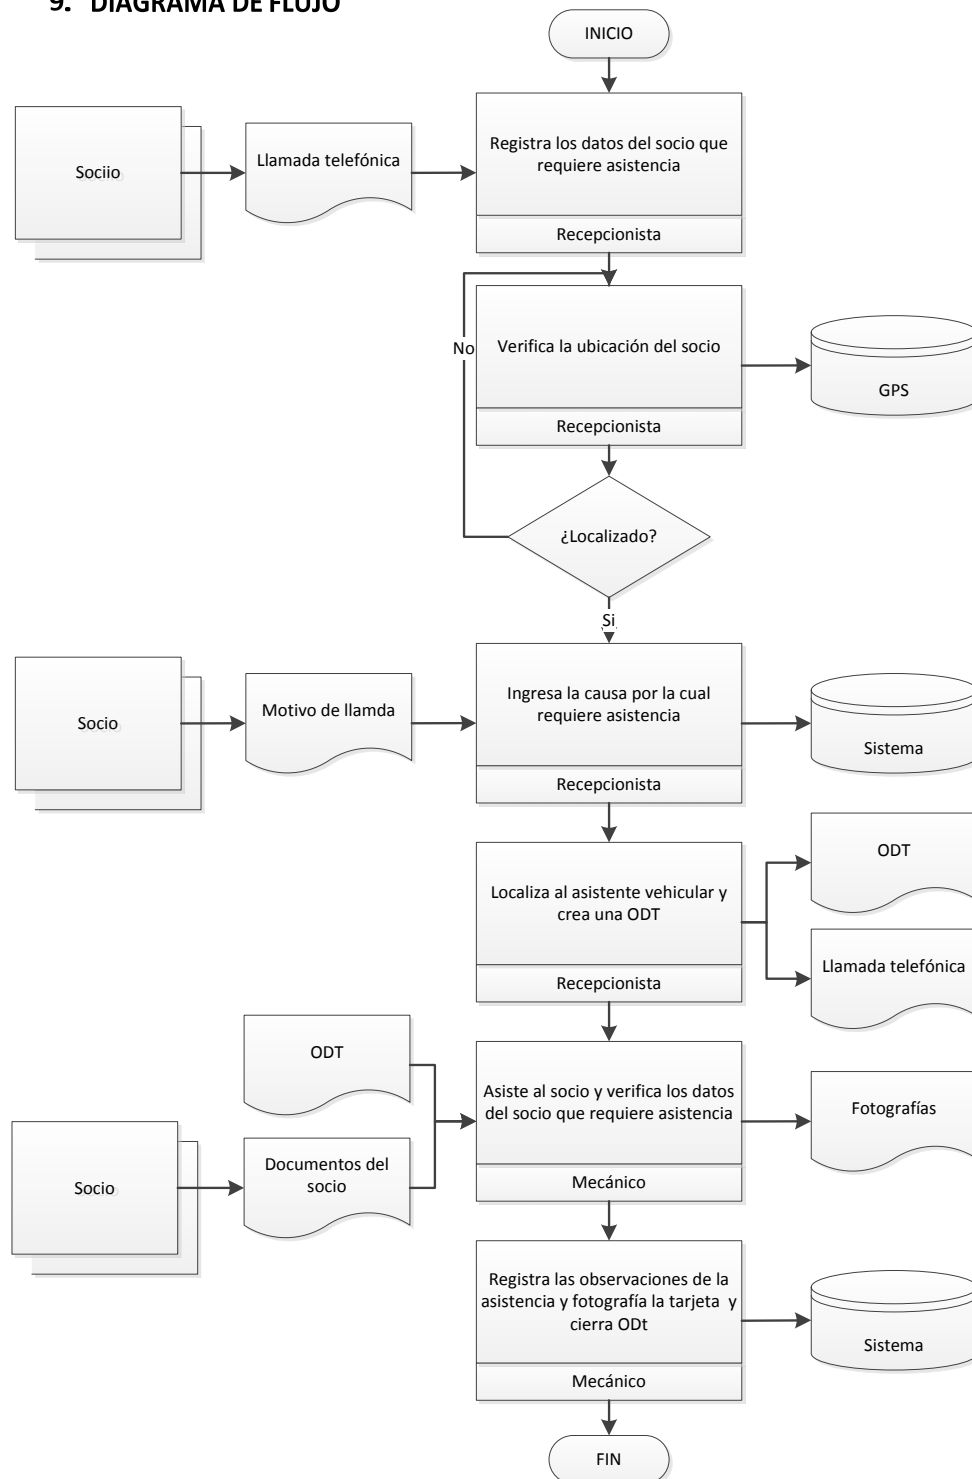 9. DIAGRAMA DE FLUJO
INICIO
Sociio
Llamada telefónica
Registra los datos del socio que
requiere asistencia
Recepcionista
No
Verifica la ubicación del socio
Recepcionista
GPS
¿Localizado?
Si
Socio
Motivo de llamda
Ingresa la causa por la cual
requiere asistencia
Recepcionista
Sistema
Localiza al asistente vehicular y
crea una ODT
Recepcionista
ODT
Llamada telefónica
ODT
Socio
Documentos del
socio
Asiste al socio y verifica los datos
del socio que requiere asistencia
Mecánico
Fotografías
Registra las observaciones de la
asistencia y fotografía la tarjeta y
cierra ODt
Mecánico
Sistema
FIN